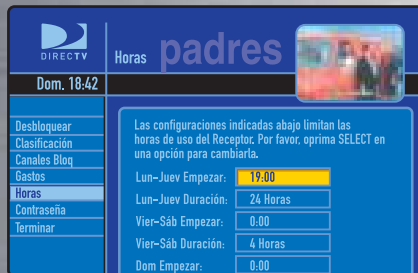 DIRECTV
Horas padres
Dom. 18:42
Desbloquear
Clasificación
Canales Bloq
Gastos
Horas
Contraseña
Terminar
Las configuraciones indicadas abajo limitan las
horas de uso del Receptor. Por favor, oprima SELECT en
una opción para cambiarla.
Lun-Juev Empezar: 19:00
Lun-Juev Duración: 24 Horas
Vier-Sáb Empezar: 0:00
Vier-Sáb Duración: 4 Horas
Dom Empezar: 0:00